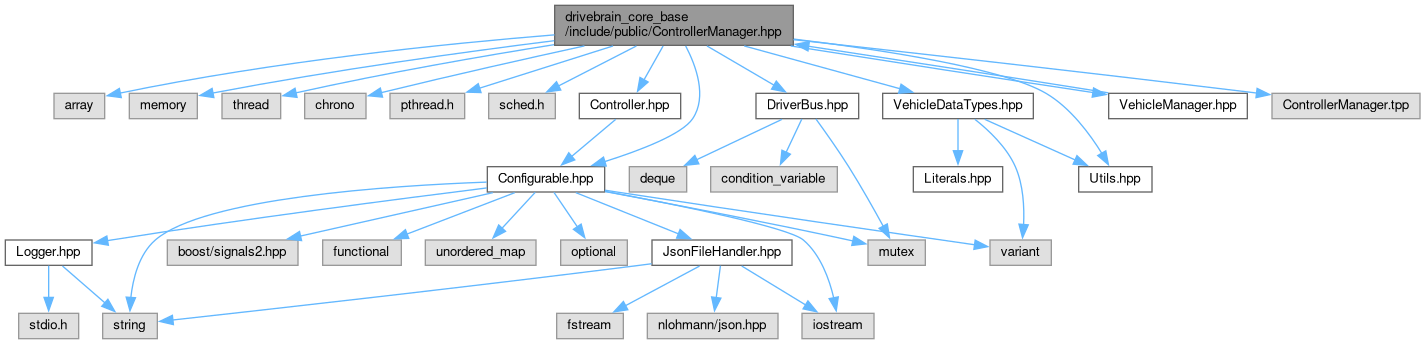 drivebrain_core_base
/include/public/ControllerManager.hpp
array
memory
thread
chrono
pthread.h
sched.h
Controller.hpp
DriverBus.hpp
VehicleDataTypes.hpp
VehicleManager.hpp
ControllerManager.tpp
Configurable.hpp
deque
condition_variable
Literals.hpp
Utils.hpp
Logger.hpp
boost/signals2.hpp
functional
unordered_map
optional
JsonFileHandler.hpp
mutex
variant
stdio.h
string
fstream
nlohmann/json.hpp
iostream